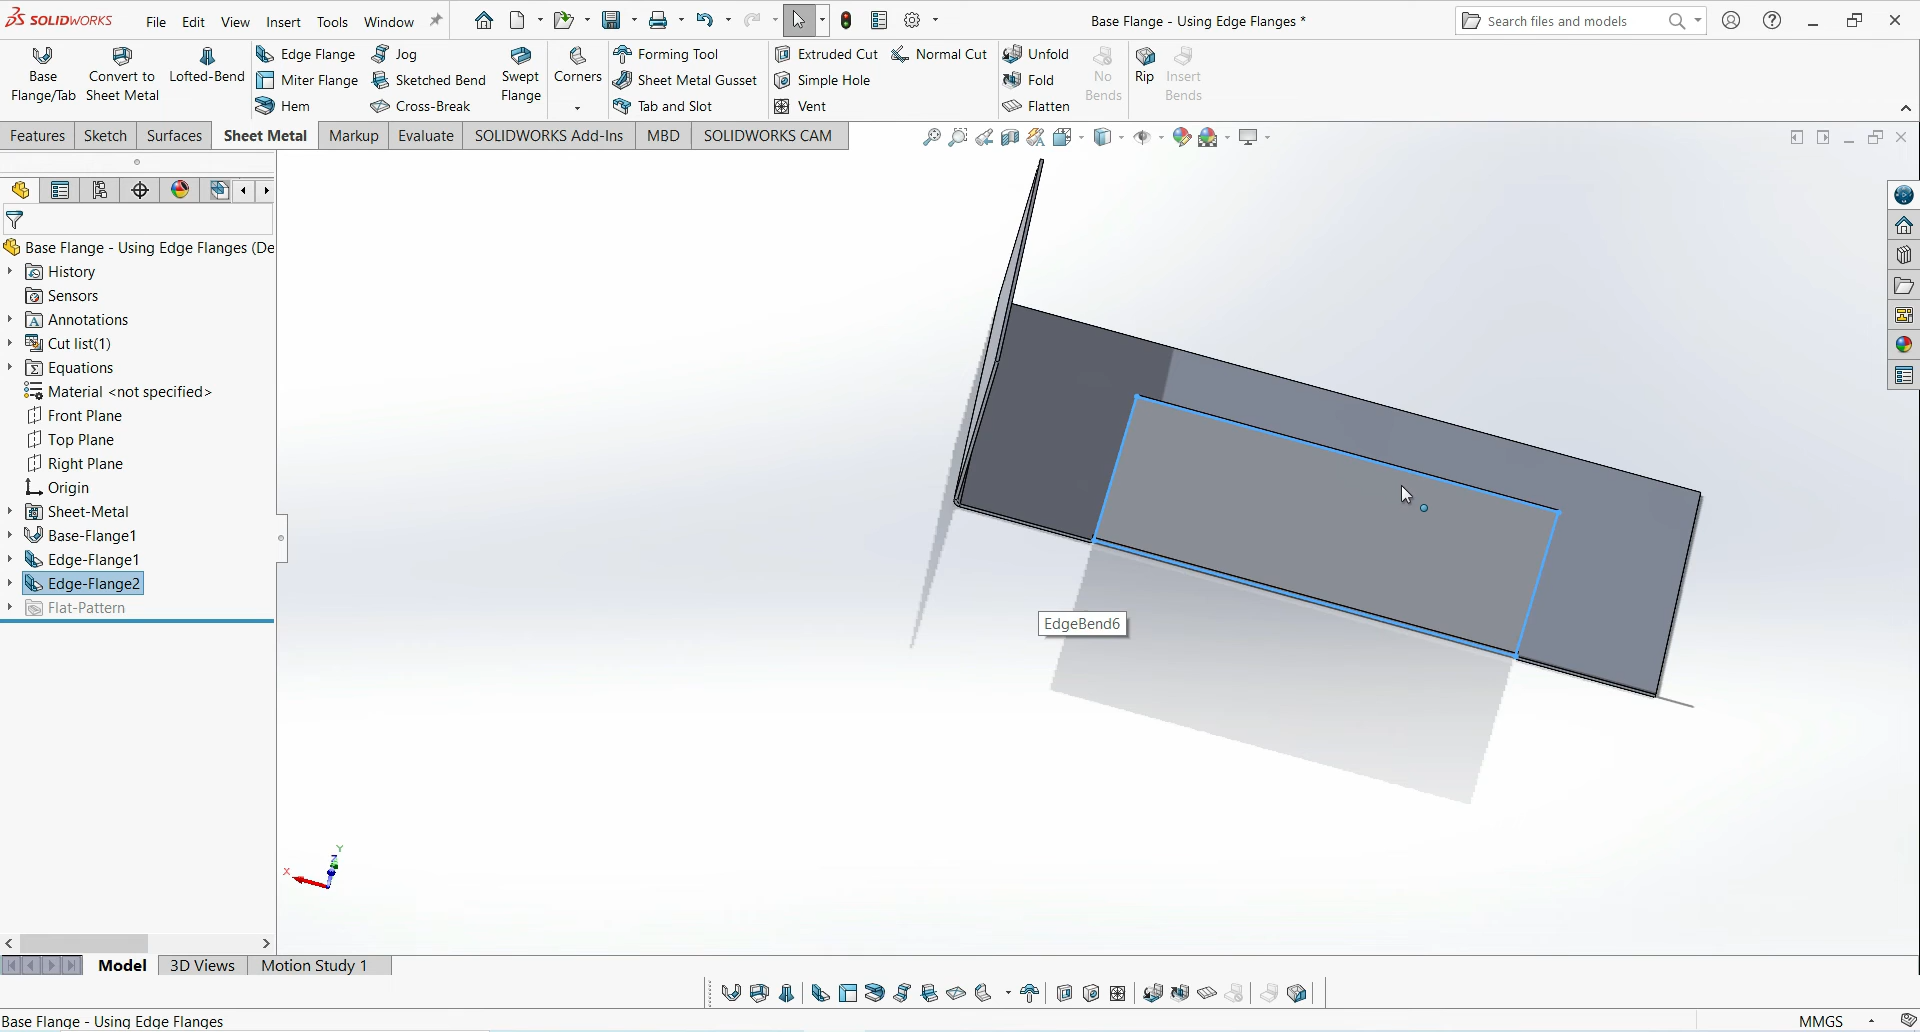 SOLIDWORKS
File Edit View Insert Tools Window
Base Flange - Using Edge Flanges *
Search files and models
Base Flange/Tab
Convert to Sheet Metal
Lofted-Bend
Edge Flange
Miter Flange
Hem
Jog
Sketched Bend
Cross-Break
Swept Flange
Corners
Forming Tool
Sheet Metal Gusset
Tab and Slot
Extruded Cut
Simple Hole
Vent
Normal Cut
Unfold
Fold
Flatten
No Bends
Rip
Insert Bends
Features Sketch Surfaces Sheet Metal Markup Evaluate SOLIDWORKS Add-Ins MBD SOLIDWORKS CAM
Base Flange - Using Edge Flanges (De
History
Sensors
Annotations
Cut list(1)
Equations
Material <not specified>
Front Plane
Top Plane
Right Plane
Origin
Sheet-Metal
Base-Flange1
Edge-Flange1
Edge-Flange2
Flat-Pattern
EdgeBend6
Y
Z
X
Model 3D Views Motion Study 1
Base Flange - Using Edge Flanges
MMGS